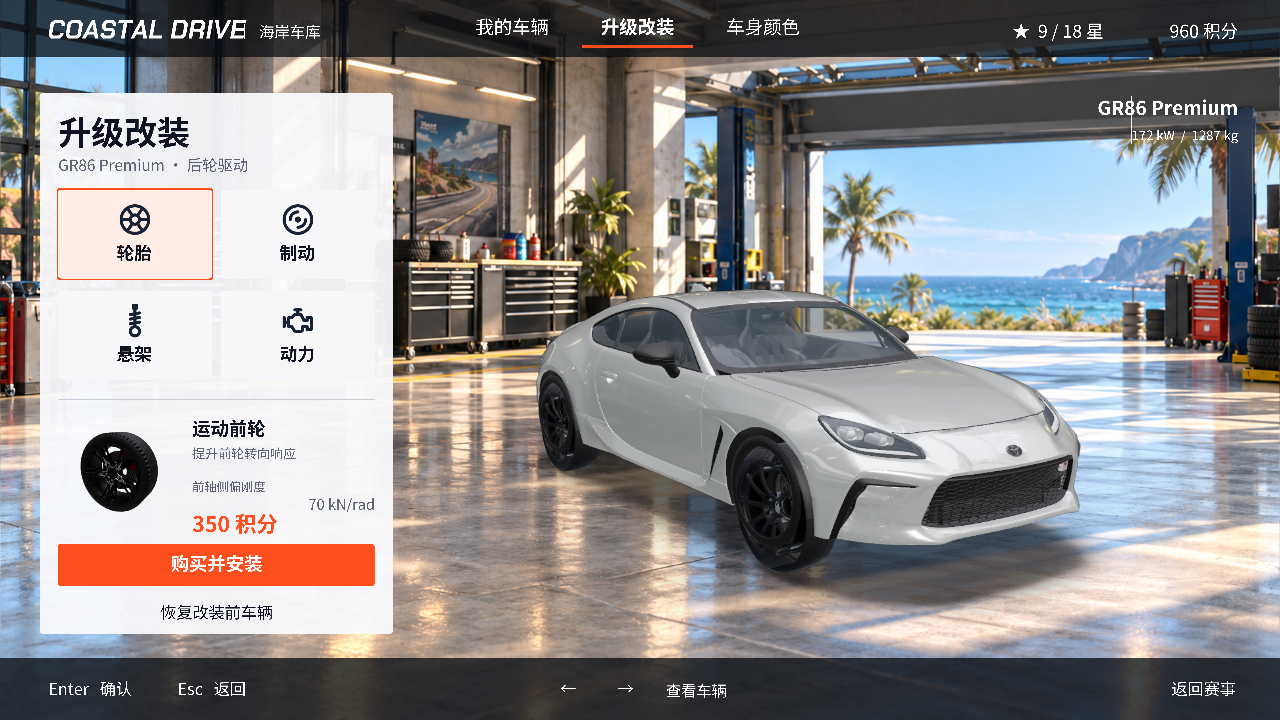 COASTAL DRIVE 海岸车库
我的车辆
升级改装
车身颜色
★ 9 / 18 星
960 积分
GR86 Premium
172 kW / 1287 kg
升级改装
GR86 Premium · 后轮驱动
轮胎
制动
悬架
动力
运动前轮
提升前轮转向响应
前轴侧偏刚度
70 kN/rad
350 积分
购买并安装
恢复改装前车辆
Enter 确认
Esc 返回
← → 查看车辆
返回赛事